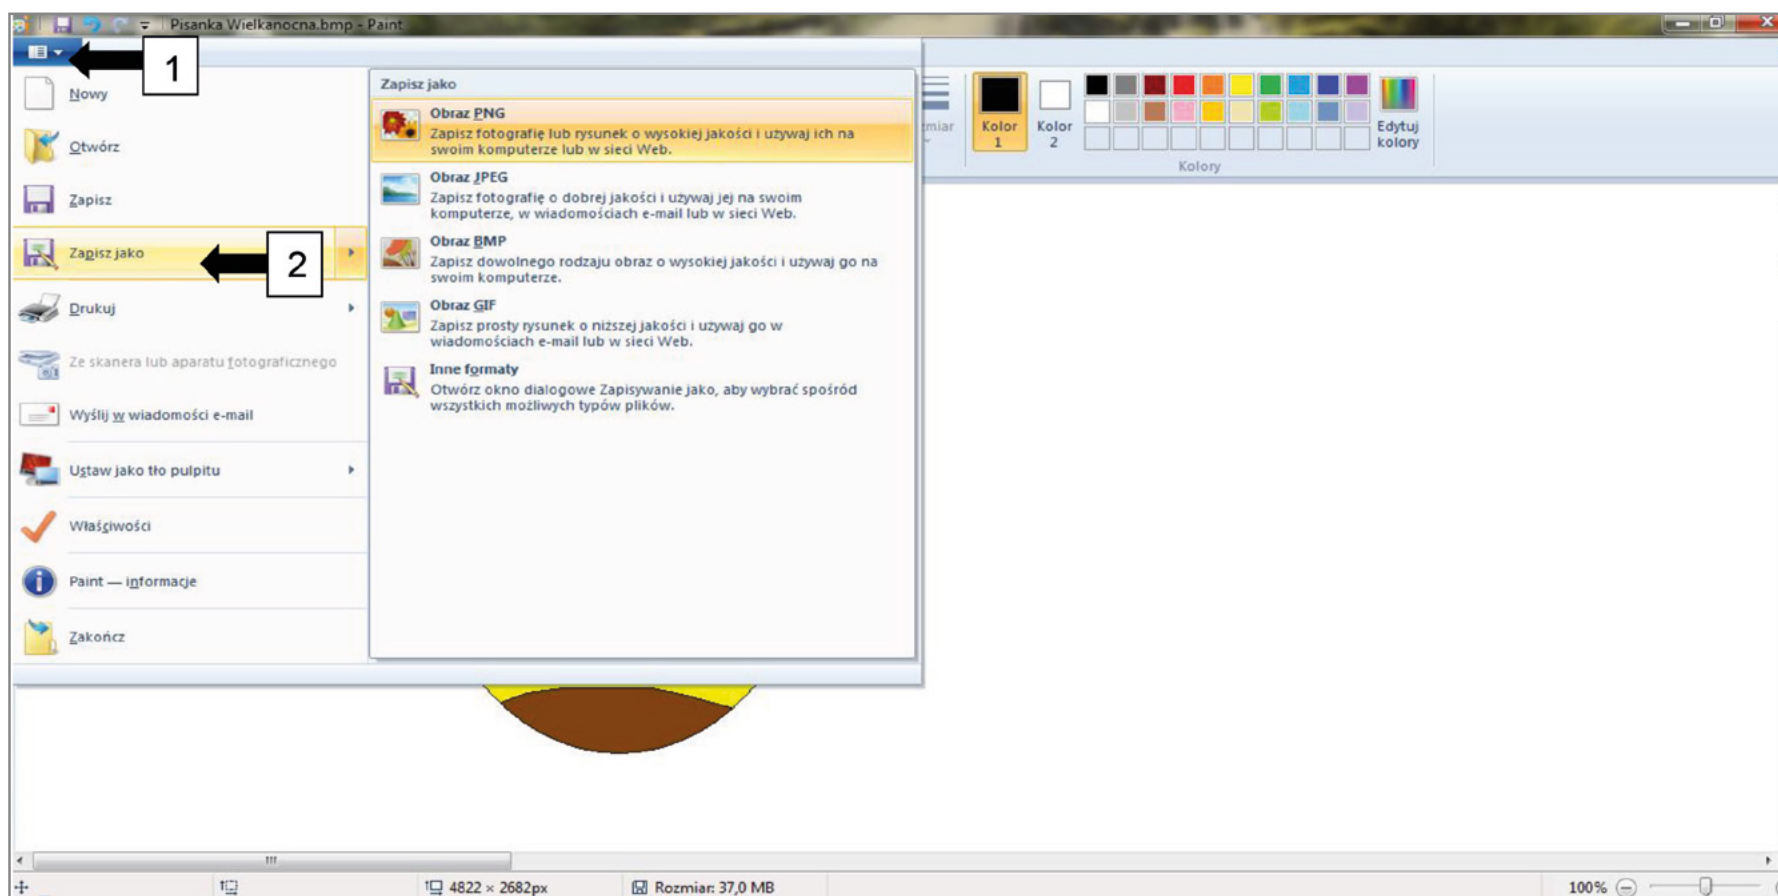 Pisanka Wielkanocna.bmp - Paint
1
Nowy
Otwórz
Zapisz
Zapisz jako
2
Drukuj
Ze skanera lub aparatu fotograficznego
Wyślij w wiadomości e-mail
Ustaw jako tło pulpitu
Właściwości
Paint — informacje
Zakończ
Zapisz jako
Obraz PNG
Zapisz fotografię lub rysunek o wysokiej jakości i używaj ich na
swoim komputerze lub w sieci Web.
Obraz JPEG
Zapisz fotografię o dobrej jakości i używaj jej na swoim
komputerze, w wiadomościach e-mail lub w sieci Web.
Obraz BMP
Zapisz dowolnego rodzaju obraz o wysokiej jakości i używaj go na
swoim komputerze.
Obraz GIF
Zapisz prosty rysunek o niższej jakości i używaj go w
wiadomościach e-mail lub w sieci Web.
Inne formaty
Otwórz okno dialogowe Zapisywanie jako, aby wybrać spośród
wszystkich możliwych typów plików.
miar
Kolor
1
Kolor
2
Edytuj
kolory
Kolory
4822 × 2682px
Rozmiar: 37,0 MB
100%